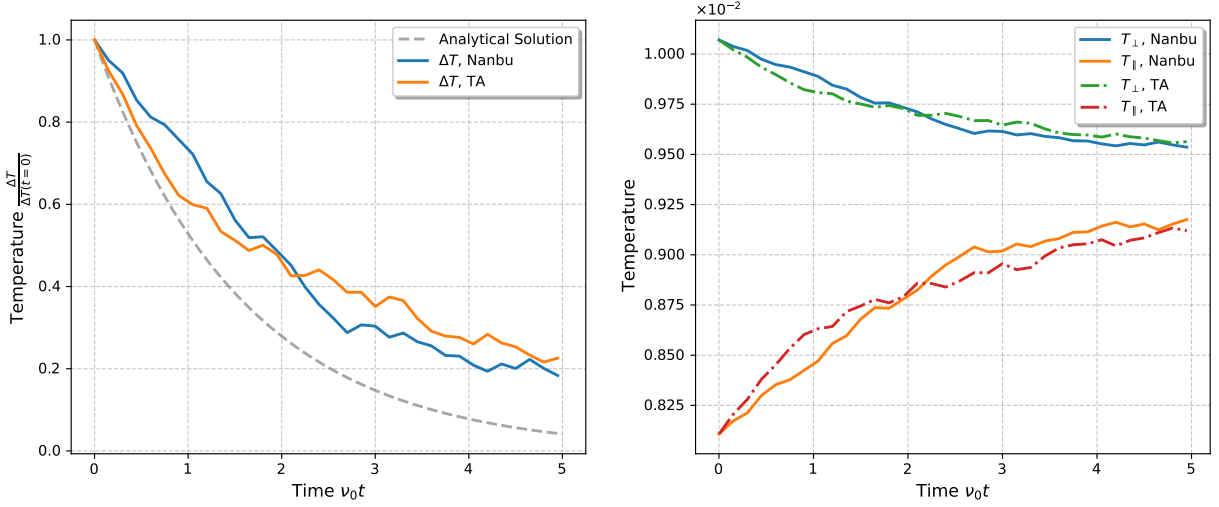 Temperature ΔT/ΔT(t = 0)
1.0
0.8
0.6
0.4
0.2
0.0
Analytical Solution
ΔT, Nanbu
ΔT, TA
0 1 2 3 4 5
Time ν₀t
×10⁻²
Temperature
1.000
0.975
0.950
0.925
0.900
0.875
0.850
0.825
T⊥, Nanbu
T∥, Nanbu
T⊥, TA
T∥, TA
0 1 2 3 4 5
Time ν₀t